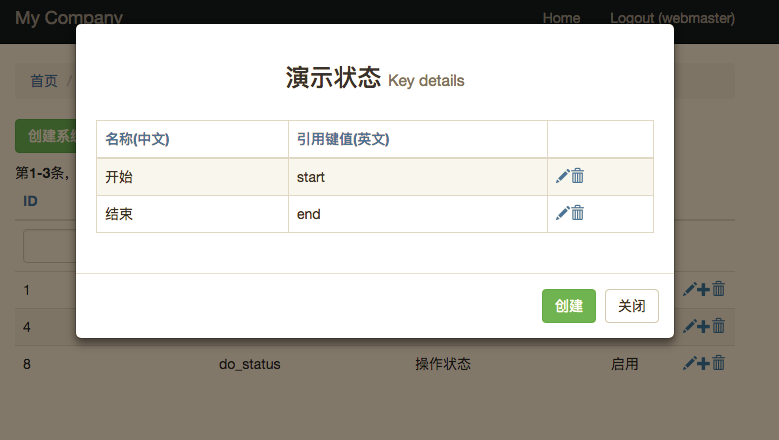 My Company Home Logout (webmaster)
演示状态 Key details
首页 /
名称(中文) 引用键值(英文)
创建系统
开始 start
第1-3条，
ID
结束 end
1
创建 关闭
4
8 do_status 操作状态 启用